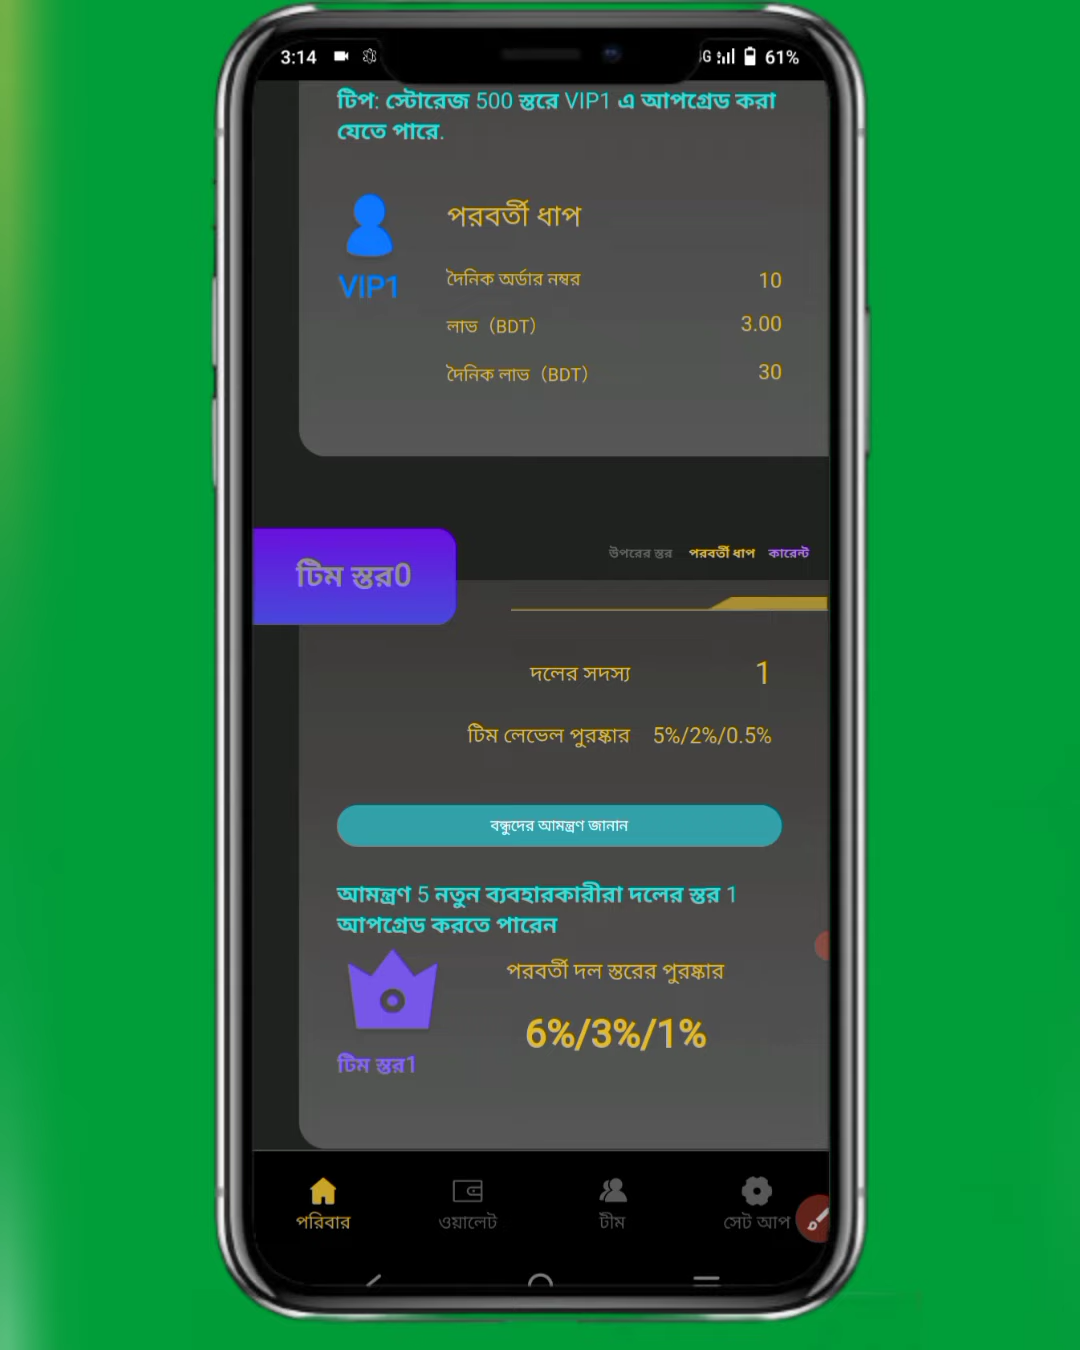 3:14
G
61%
টিপ: স্টোরেজ 500 স্তরে VIP1 এ আপগ্রেড করা
যেতে পারে.
পরবর্তী ধাপ
VIP1
দৈনিক অর্ডার নম্বর 10
লাভ（BDT） 3.00
দৈনিক লাভ（BDT） 30
টিম স্তর0
উপরের স্তর পরবর্তী ধাপ কারেন্ট
দলের সদস্য 1
টিম লেভেল পুরষ্কার 5%/2%/0.5%
বন্ধুদের আমন্ত্রণ জানান
আমন্ত্রণ 5 নতুন ব্যবহারকারীরা দলের স্তর 1
আপগ্রেড করতে পারেন
পরবর্তী দল স্তরের পুরষ্কার
6%/3%/1%
টিম স্তর1
পরিবার ওয়ালেট টীম সেট আপ